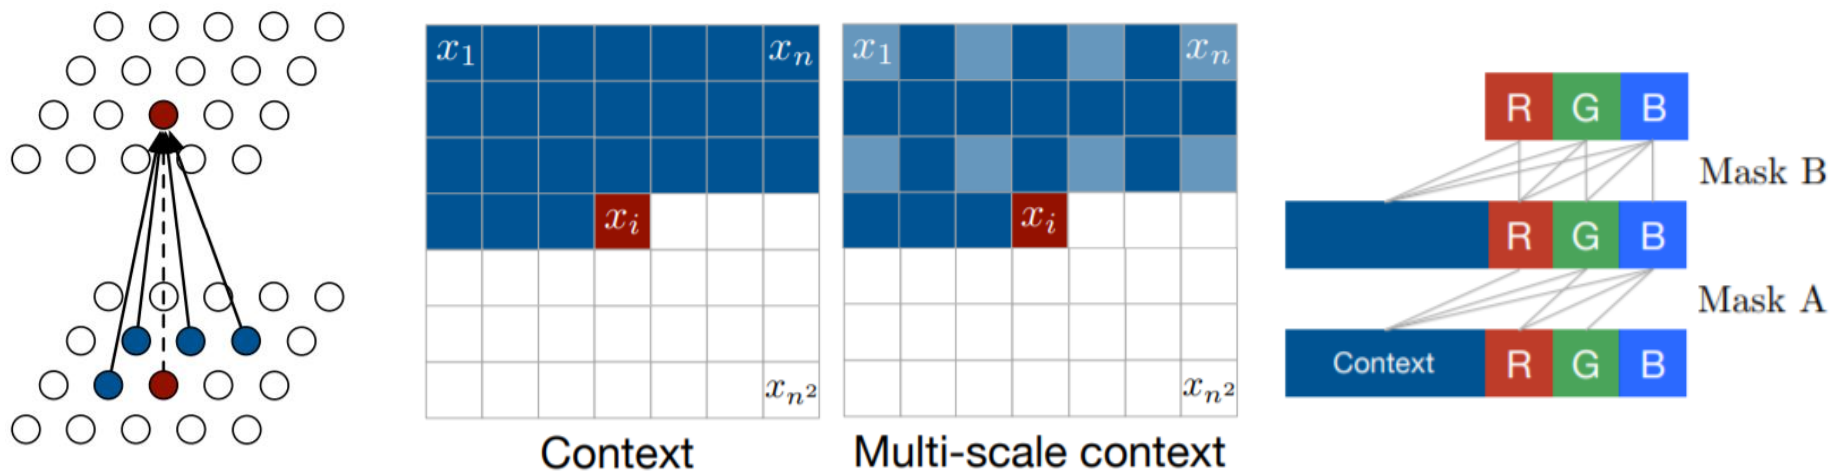 x₁ xₙ
xᵢ
xₙ²
Context
x₁ xₙ
xᵢ
xₙ²
Multi-scale context
R G B
Mask B
R G B
Mask A
Context R G B